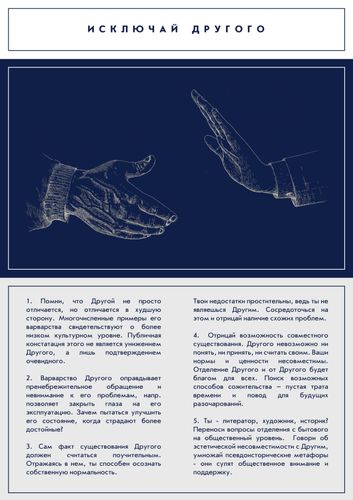 ИСКЛЮЧАЙ ДРУГОГО
1. Помни, что Другой не просто
отличается, но отличается в худшую
сторону. Многочисленные примеры его
варварства свидетельствуют о более
низком культурном уровне. Публичная
констатация этого не является унижением
Другого, а лишь подтверждением
очевидного.
2. Варварство Другого оправдывает
пренебрежительное обращение и
невнимание к его проблемам, напр.
позволяет закрыть глаза на его
эксплуатацию. Зачем пытаться улучшить
его состояние, когда страдают более
достойные?
3. Сам факт существования Другого
должен считаться поучительным.
Отражаясь в нем, ты способен осознать
собственную нормальность.
Твои недостатки простительны, ведь ты не
являешься Другим. Сосредоточься на
этом и отрицай наличие схожих проблем.
4. Отрицай возможность совместного
существования. Другого невозможно ни
понять, ни принять, ни считать своим. Ваши
нормы и ценности несовместимы.
Отделение Другого и от Другого будет
благом для всех. Поиск возможных
способов сожительства – пустая трата
времени и повод для будущих
разочарований.
5. Ты - литератор, художник, историк?
Переноси вопросы отделения с бытового
на общественный уровень. Говори об
эстетической несовместимости с Другим,
умножай псевдоисторические метафоры
- они сулят общественное внимание и
поддержку.